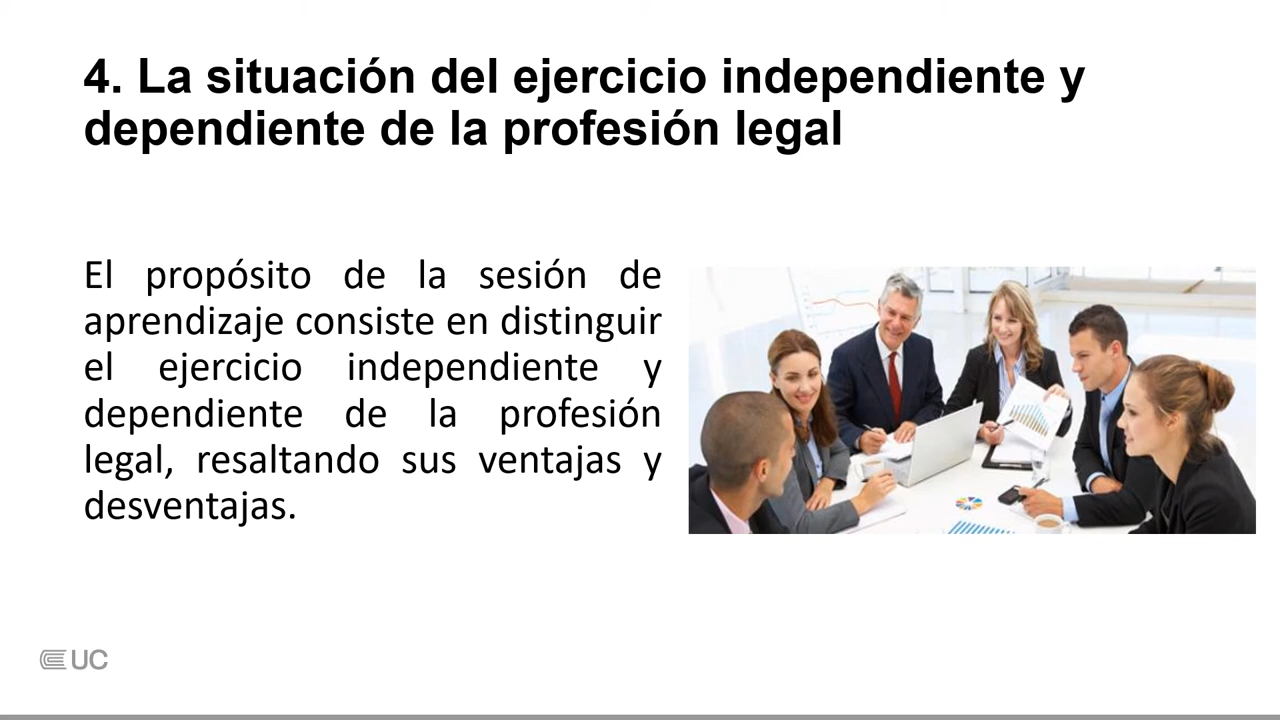 4. La situación del ejercicio independiente y
dependiente de la profesión legal
El propósito de la sesión de
aprendizaje consiste en distinguir
el ejercicio independiente y
dependiente de la profesión
legal, resaltando sus ventajas y
desventajas.
UC